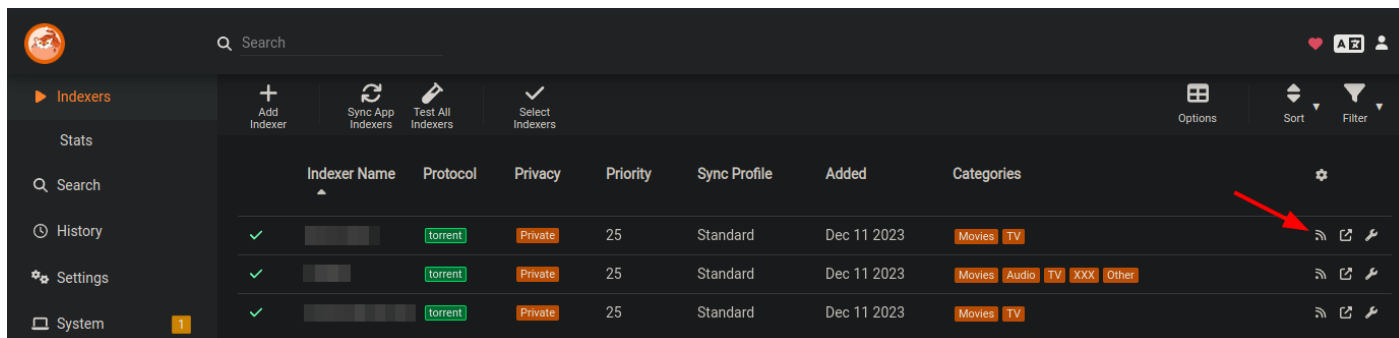 Search
A
Indexers
Add
Indexer
Sync App
Indexers
Test All
Indexers
Select
Indexers
Options
Sort
Filter
Stats
Search
Indexer Name Protocol Privacy Priority Sync Profile Added Categories
History
torrent Private 25 Standard Dec 11 2023 Movies TV
Settings
torrent Private 25 Standard Dec 11 2023 Movies Audio TV XXX Other
System 1
torrent Private 25 Standard Dec 11 2023 Movies TV